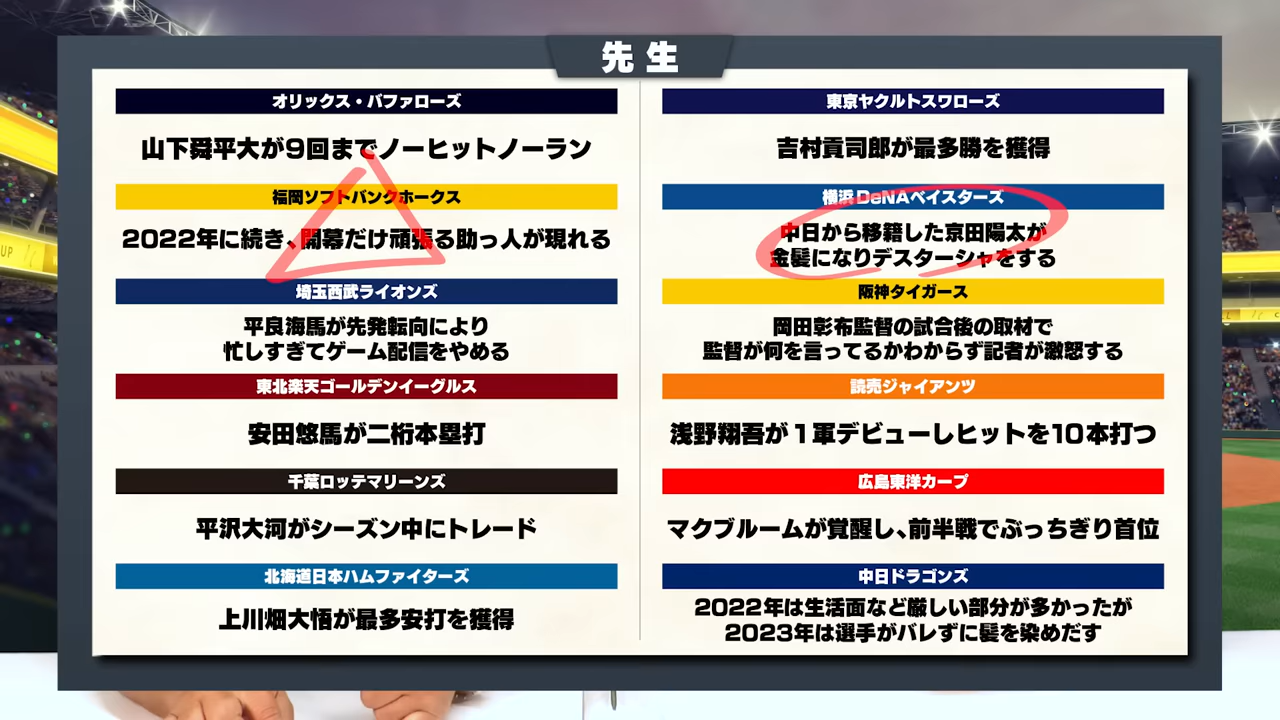 先生
オリックス・バファローズ
山下舜平大が9回までノーヒットノーラン
福岡ソフトバンクホークス
2022年に続き、開幕だけ頑張る助っ人が現れる
埼玉西武ライオンズ
平良海馬が先発転向により
忙しすぎてゲーム配信をやめる
東北楽天ゴールデンイーグルス
安田悠馬が二桁本塁打
千葉ロッテマリーンズ
平沢大河がシーズン中にトレード
北海道日本ハムファイターズ
上川畑大悟が最多安打を獲得
東京ヤクルトスワローズ
吉村貢司郎が最多勝を獲得
横浜DeNAベイスターズ
中日から移籍した京田陽太が
金髪になりデスターシャをする
阪神タイガース
岡田彰布監督の試合後の取材で
監督が何を言ってるかわからず記者が激怒する
読売ジャイアンツ
浅野翔吾が1軍デビューしヒットを10本打つ
広島東洋カープ
マクブルームが覚醒し、前半戦でぶっちぎり首位
中日ドラゴンズ
2022年は生活面など厳しい部分が多かったが
2023年は選手がバレずに髪を染めだす